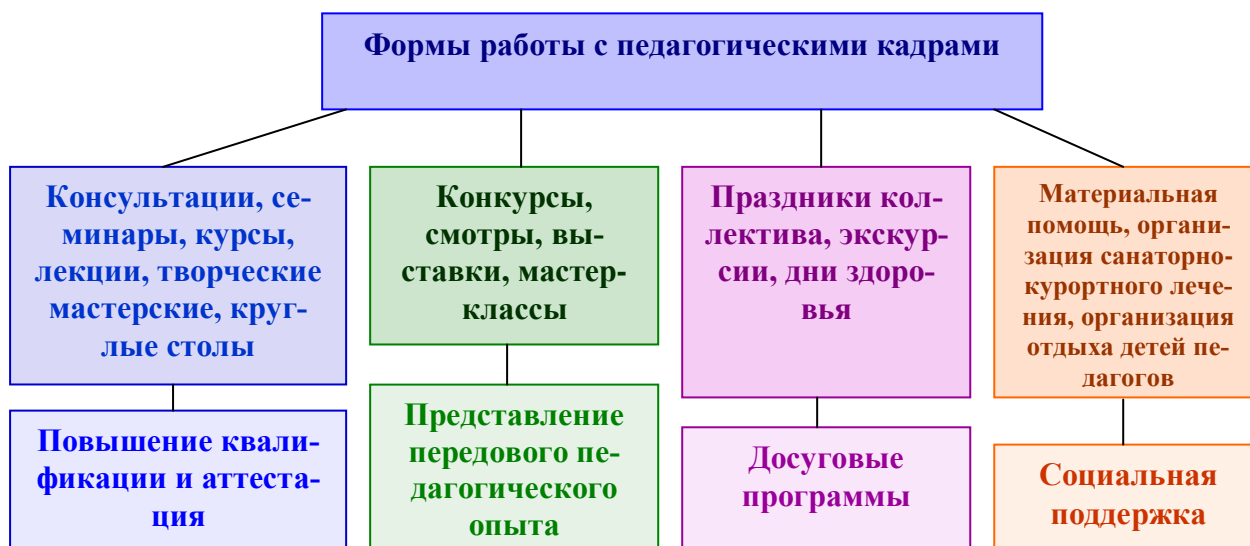 Формы работы с педагогическими кадрами
Консультации, се-
минары, курсы,
лекции, творческие
мастерские, круг-
лые столы
Конкурсы,
смотры, вы-
ставки, мастер-
классы
Праздники кол-
лектива, экскур-
сии, дни здоро-
вья
Материальная
помощь, органи-
зация санаторно-
курортного лече-
ния, организация
отдыха детей пе-
дагогов
Повышение квали-
фикации и аттеста-
ция
Представление
передового пе-
дагогического
опыта
Досуговые
программы
Социальная
поддержка